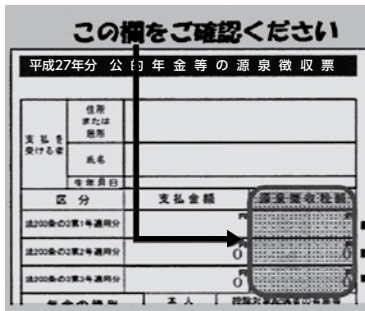 この欄をご確認ください
平成27年分 公的年金等の源泉徴収票
支払を
受ける者
住所
または
居所
氏名
生年月日
区分
支払金額
源泉徴収税額
法203条の3第1号適用分
円
円
法203条の3第2号適用分
0
0
法203条の3第3号適用分
0
0
本人